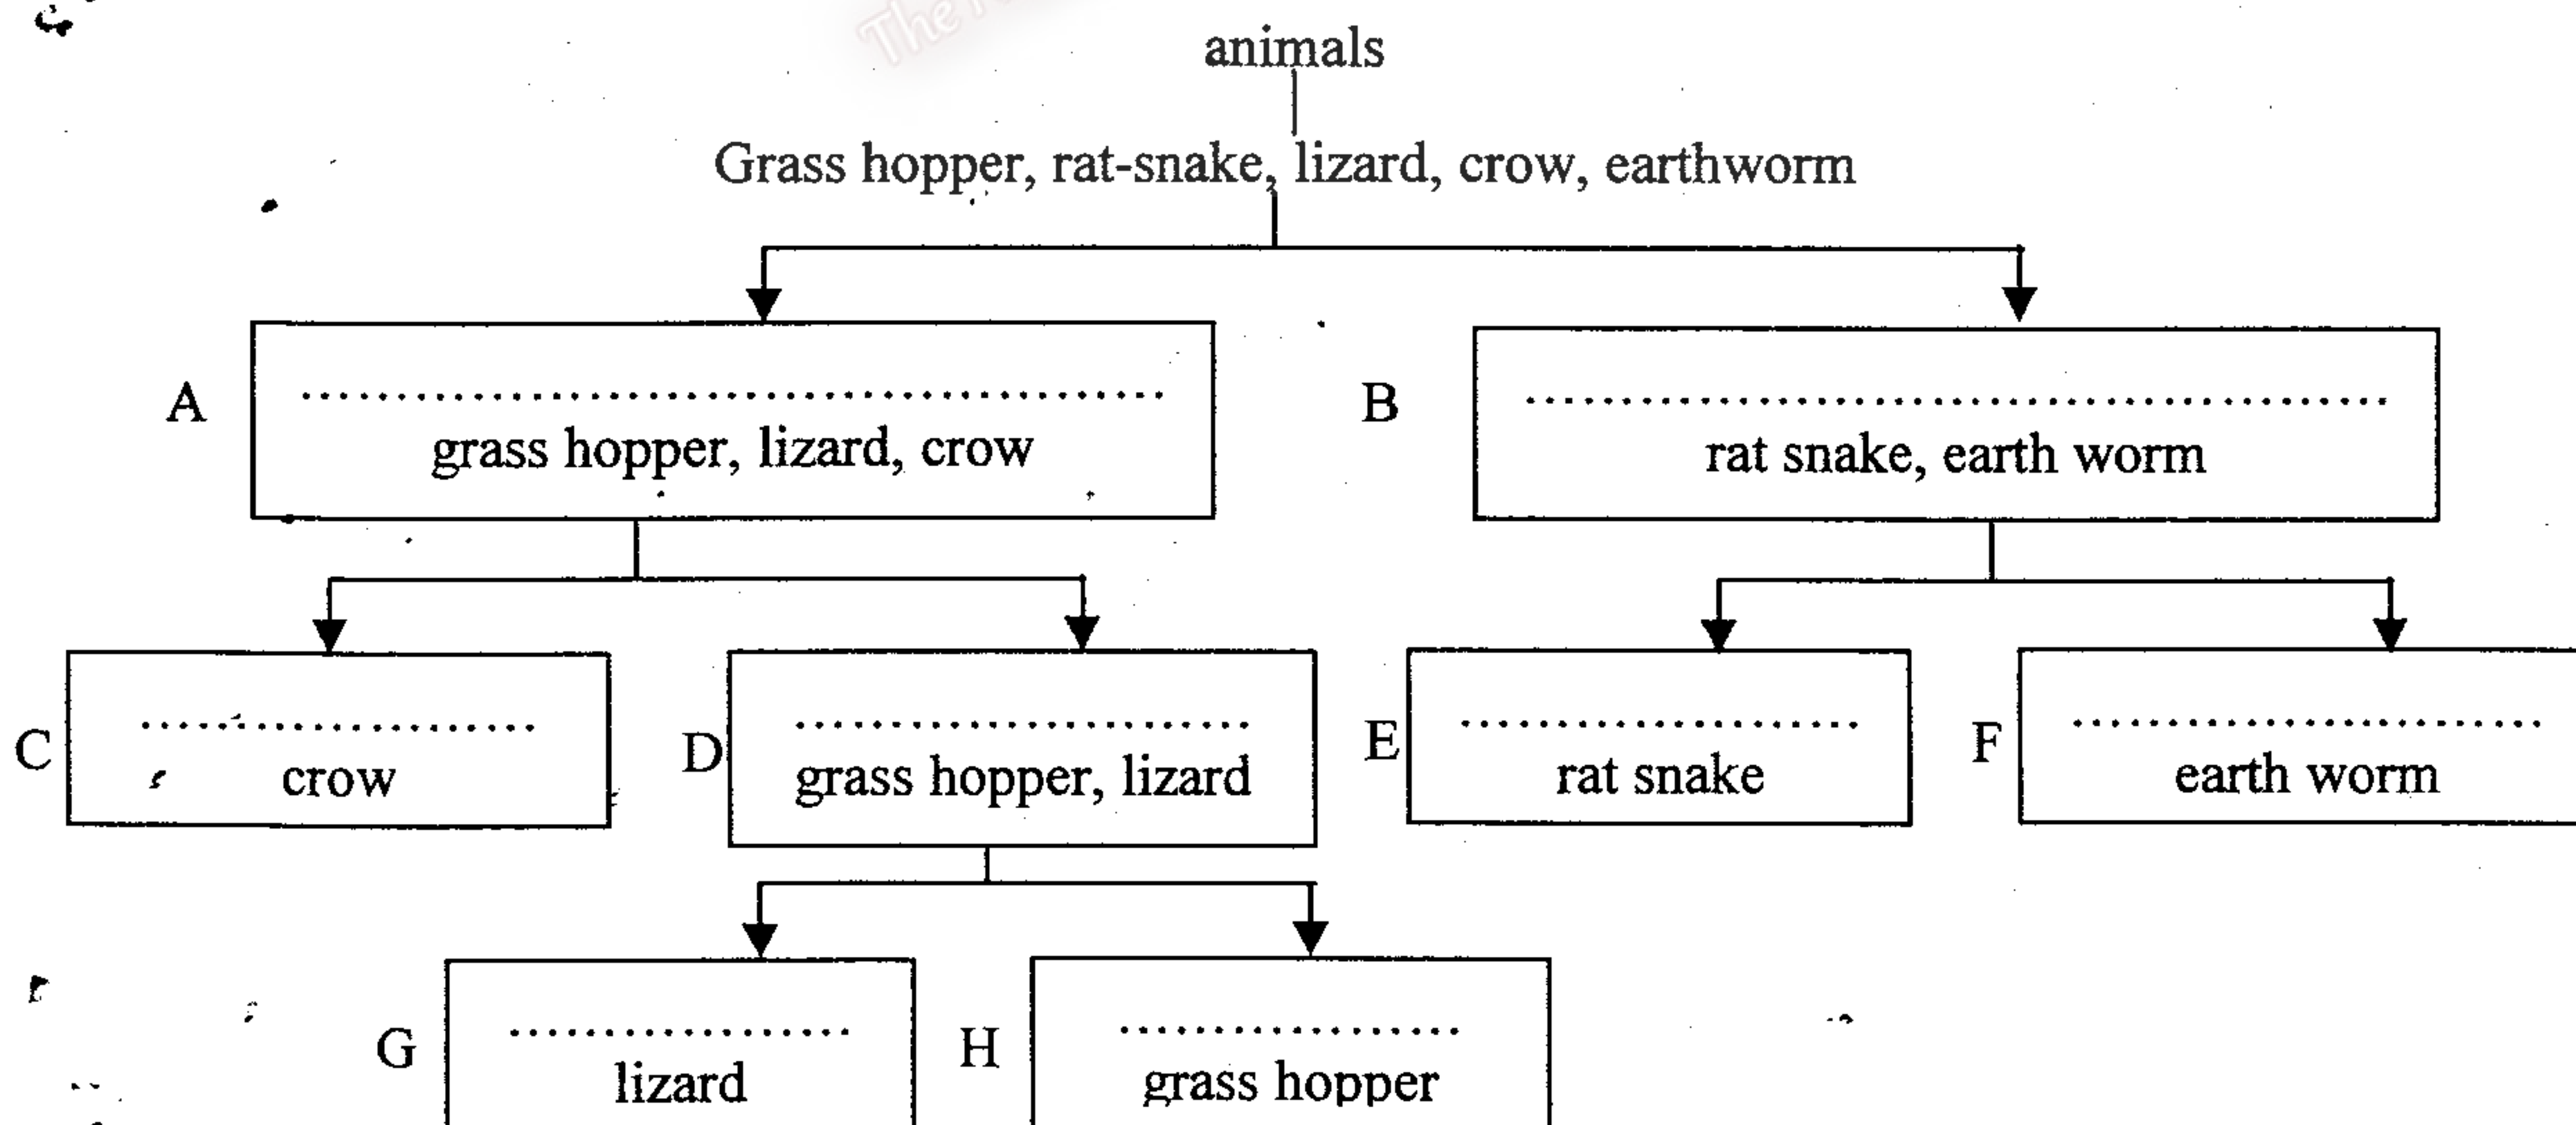 animals
Grass hopper, rat-snake, lizard, crow, earthworm
A
....................................................
grass hopper, lizard, crow
B
....................................................
rat snake, earth worm
C
........................
crow
D
........................
grass hopper, lizard
E
........................
rat snake
F
........................
earth worm
G
....................
lizard
H
....................
grass hopper